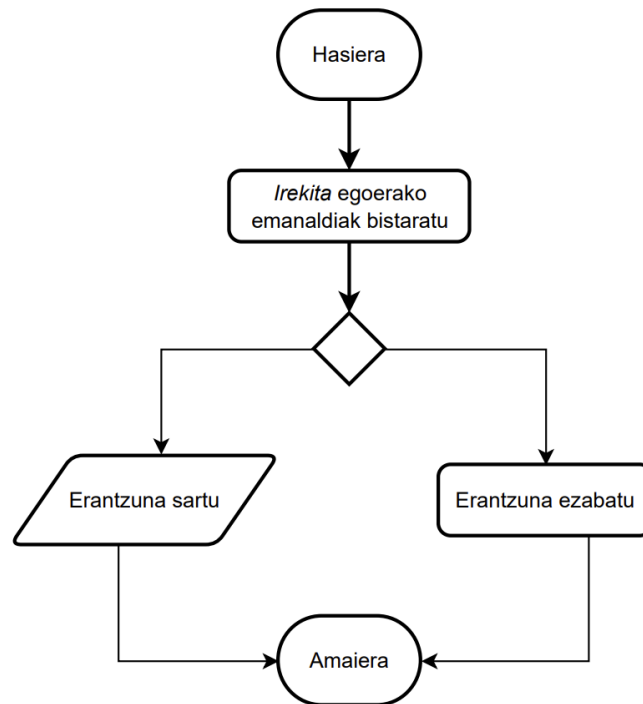 Hasiera
Irekita egoerako
emanaldiak bistaratu
Erantzuna sartu
Erantzuna ezabatu
Amaiera